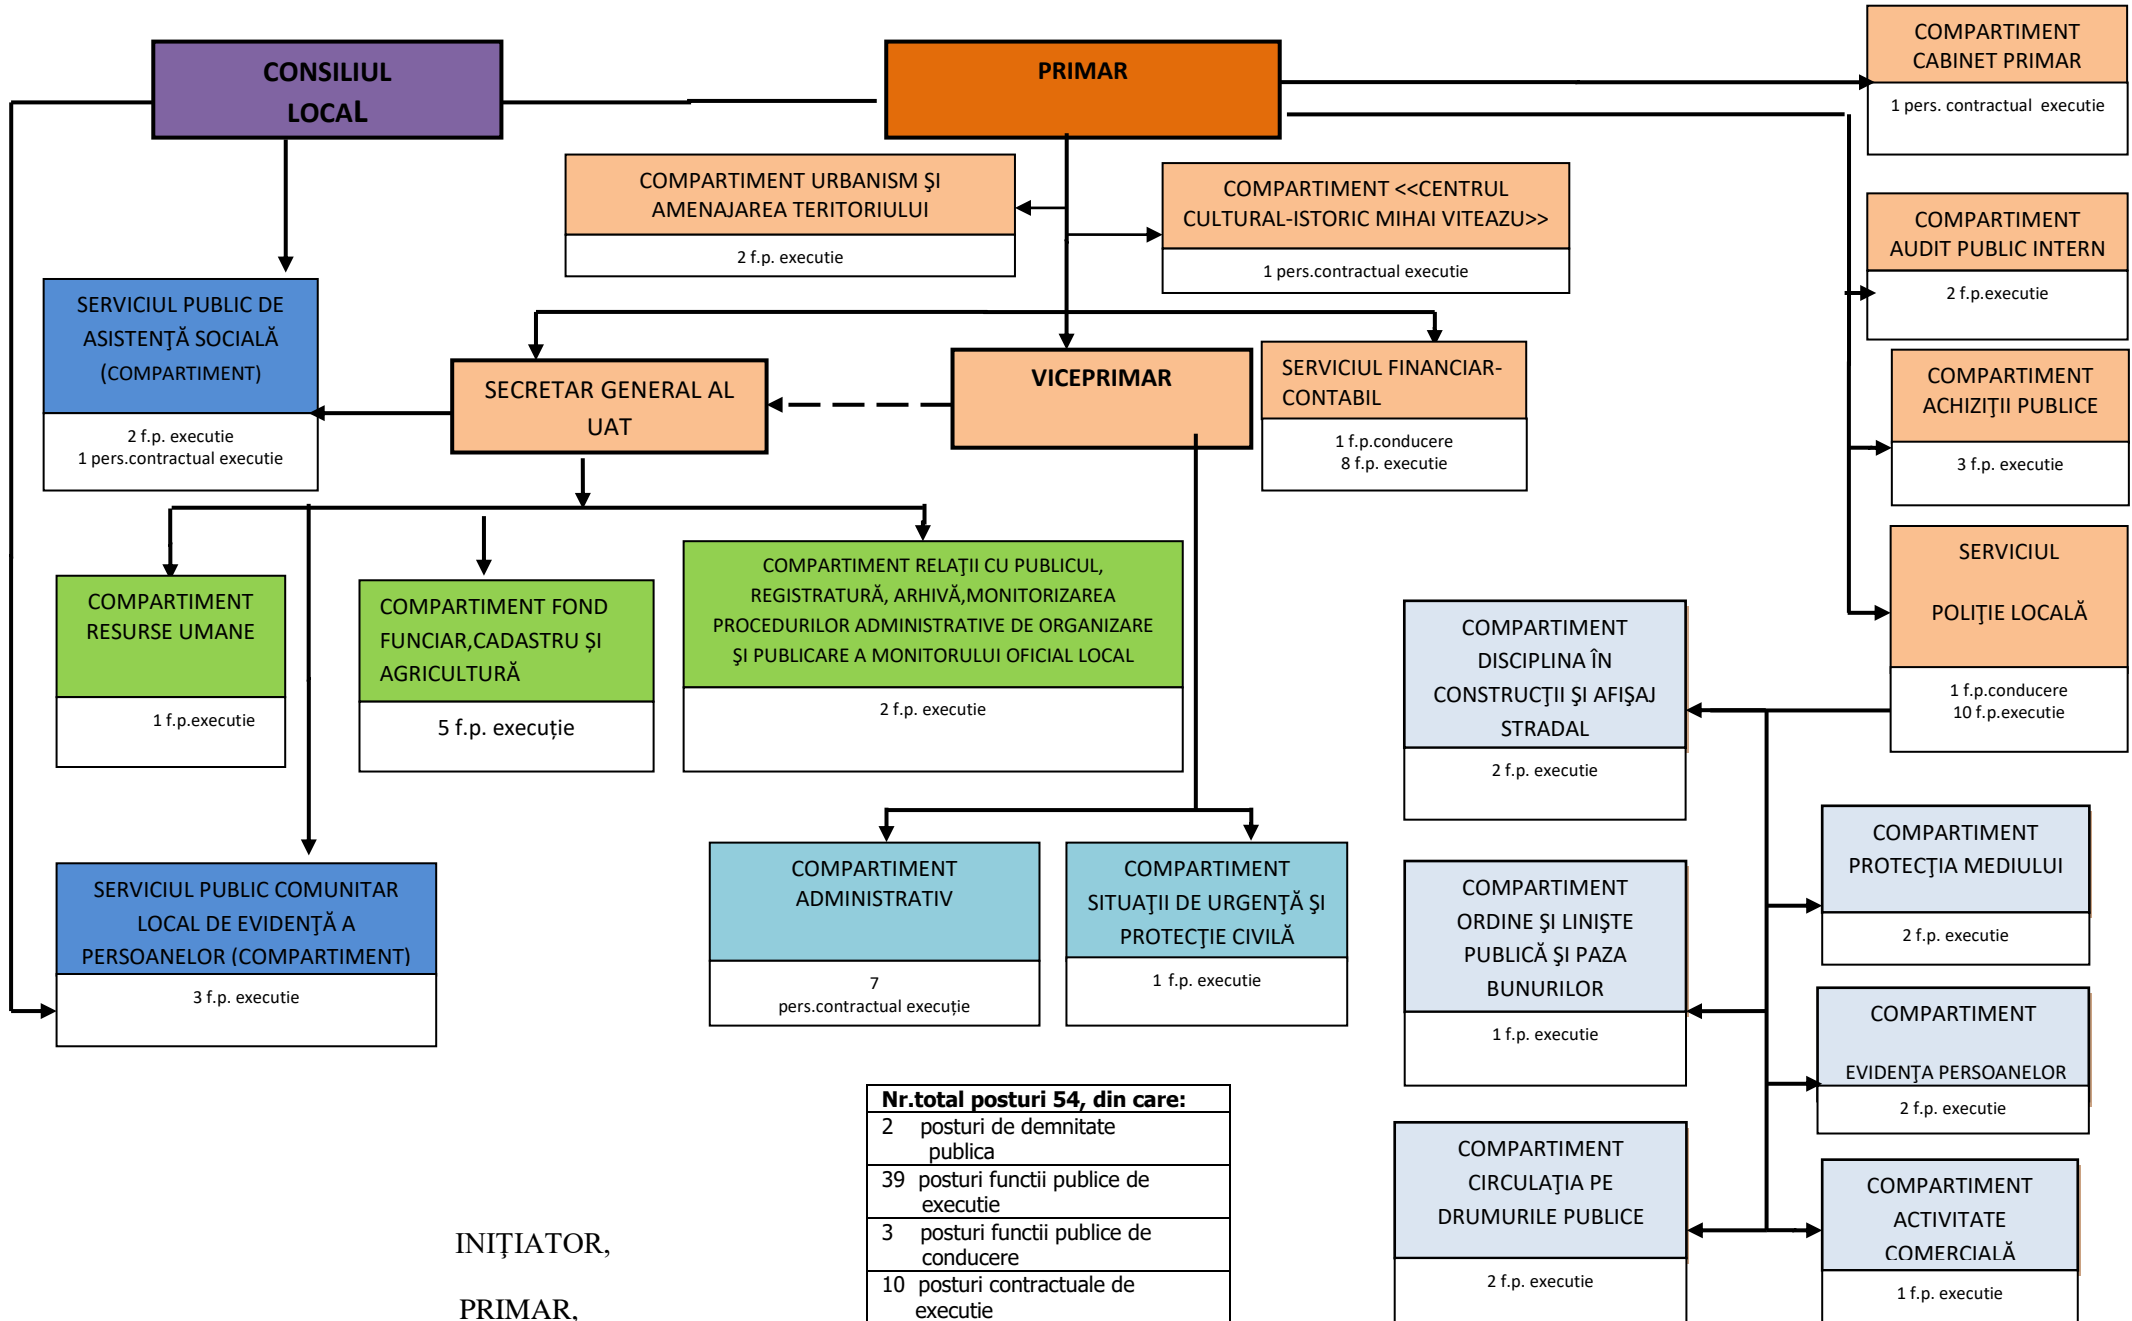 CONSILIUL
LOCAL
PRIMAR
COMPARTIMENT
CABINET PRIMAR
1 pers. contractual executie
COMPARTIMENT URBANISM ŞI
AMENAJAREA TERITORIULUI
2 f.p. executie
COMPARTIMENT <<CENTRUL
CULTURAL-ISTORIC MIHAI VITEAZU>>
1 pers.contractual executie
COMPARTIMENT
AUDIT PUBLIC INTERN
2 f.p.executie
SERVICIUL PUBLIC DE
ASISTENŢĂ SOCIALĂ
(COMPARTIMENT)
2 f.p. executie
1 pers.contractual executie
SECRETAR GENERAL AL
UAT
VICEPRIMAR
SERVICIUL FINANCIAR-
CONTABIL
1 f.p.conducere
8 f.p. executie
COMPARTIMENT
ACHIZIŢII PUBLICE
3 f.p. executie
SERVICIUL
POLIŢIE LOCALĂ
1 f.p.conducere
10 f.p.executie
COMPARTIMENT
RESURSE UMANE
1 f.p.executie
COMPARTIMENT FOND
FUNCIAR,CADASTRU ȘI
AGRICULTURĂ
5 f.p. execuție
COMPARTIMENT RELAŢII CU PUBLICUL,
REGISTRATURĂ, ARHIVĂ,MONITORIZAREA
PROCEDURILOR ADMINISTRATIVE DE ORGANIZARE
ŞI PUBLICARE A MONITORULUI OFICIAL LOCAL
2 f.p. executie
COMPARTIMENT
DISCIPLINA ÎN
CONSTRUCŢII ŞI AFIŞAJ
STRADAL
2 f.p. executie
SERVICIUL PUBLIC COMUNITAR
LOCAL DE EVIDENŢĂ A
PERSOANELOR (COMPARTIMENT)
3 f.p. executie
COMPARTIMENT
ADMINISTRATIV
7
pers.contractual execuţie
COMPARTIMENT
SITUAŢII DE URGENŢĂ ŞI
PROTECŢIE CIVILĂ
1 f.p. executie
COMPARTIMENT
ORDINE ŞI LINIŞTE
PUBLICĂ ŞI PAZA
BUNURILOR
1 f.p. executie
COMPARTIMENT
PROTECŢIA MEDIULUI
2 f.p. executie
COMPARTIMENT
EVIDENŢA PERSOANELOR
2 f.p. executie
COMPARTIMENT
CIRCULAŢIA PE
DRUMURILE PUBLICE
2 f.p. executie
COMPARTIMENT
ACTIVITATE
COMERCIALĂ
1 f.p. executie
Nr.total posturi 54, din care:
2 posturi de demnitate
publica
39 posturi functii publice de
executie
3 posturi functii publice de
conducere
10 posturi contractuale de
executie
INIŢIATOR,
PRIMAR,